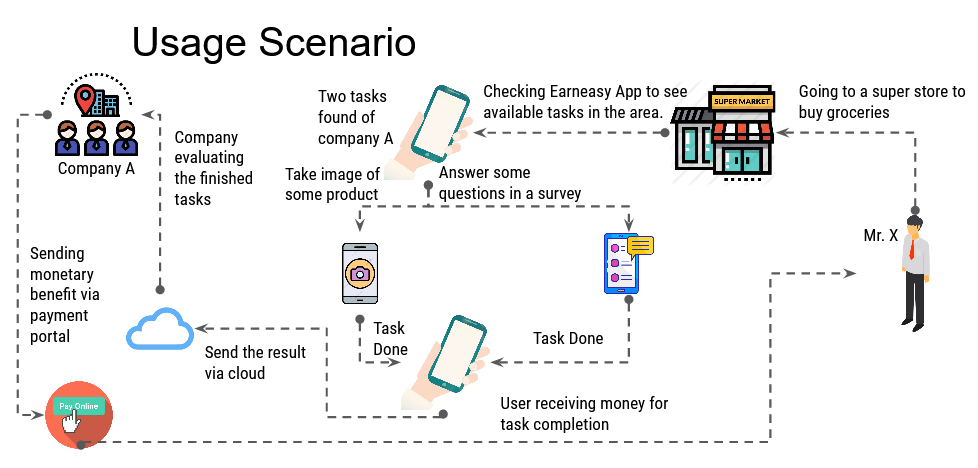 Usage Scenario
Company A
Company
evaluating
the finished
tasks
Two tasks
found of
company A
Checking Earneasy App to see
available tasks in the area.
SUPER MARKET
Going to a super store to
buy groceries
Take image of
some product
Answer some
questions in a survey
Mr. X
Sending
monetary
benefit via
payment
portal
Task
Done
Task Done
Send the result
via cloud
Pay Online
User receiving money for
task completion